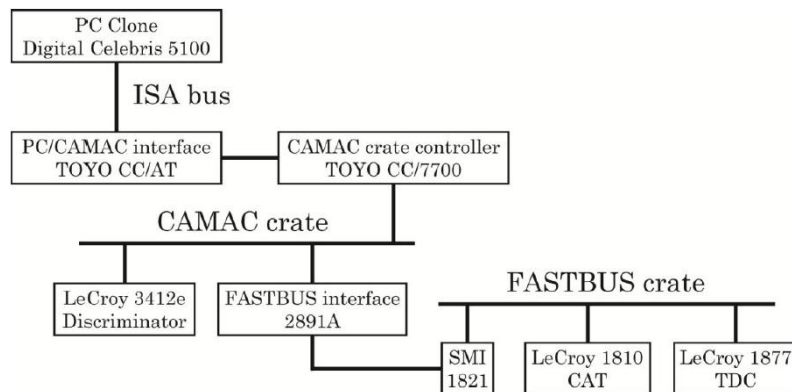 PC Clone
Digital Celebris 5100
ISA bus
PC/CAMAC interface
TOYO CC/AT
CAMAC crate controller
TOYO CC/7700
CAMAC crate
LeCroy 3412e
Discriminator
FASTBUS interface
2891A
FASTBUS crate
SMI
1821
LeCroy 1810
CAT
LeCroy 1877
TDC